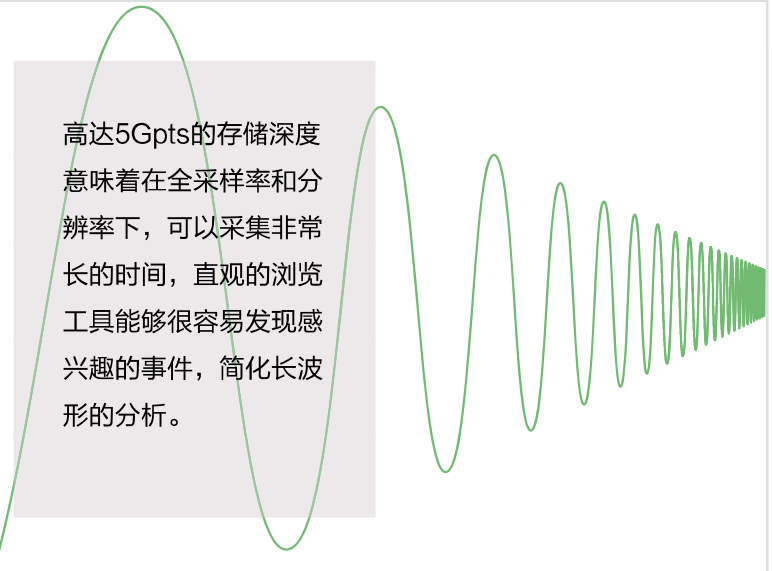 高达5Gpts的存储深度
意味着在全采样率和分
辨率下，可以采集非常
长的时间，直观的浏览
工具能够很容易发现感
兴趣的事件，简化长波
形的分析。